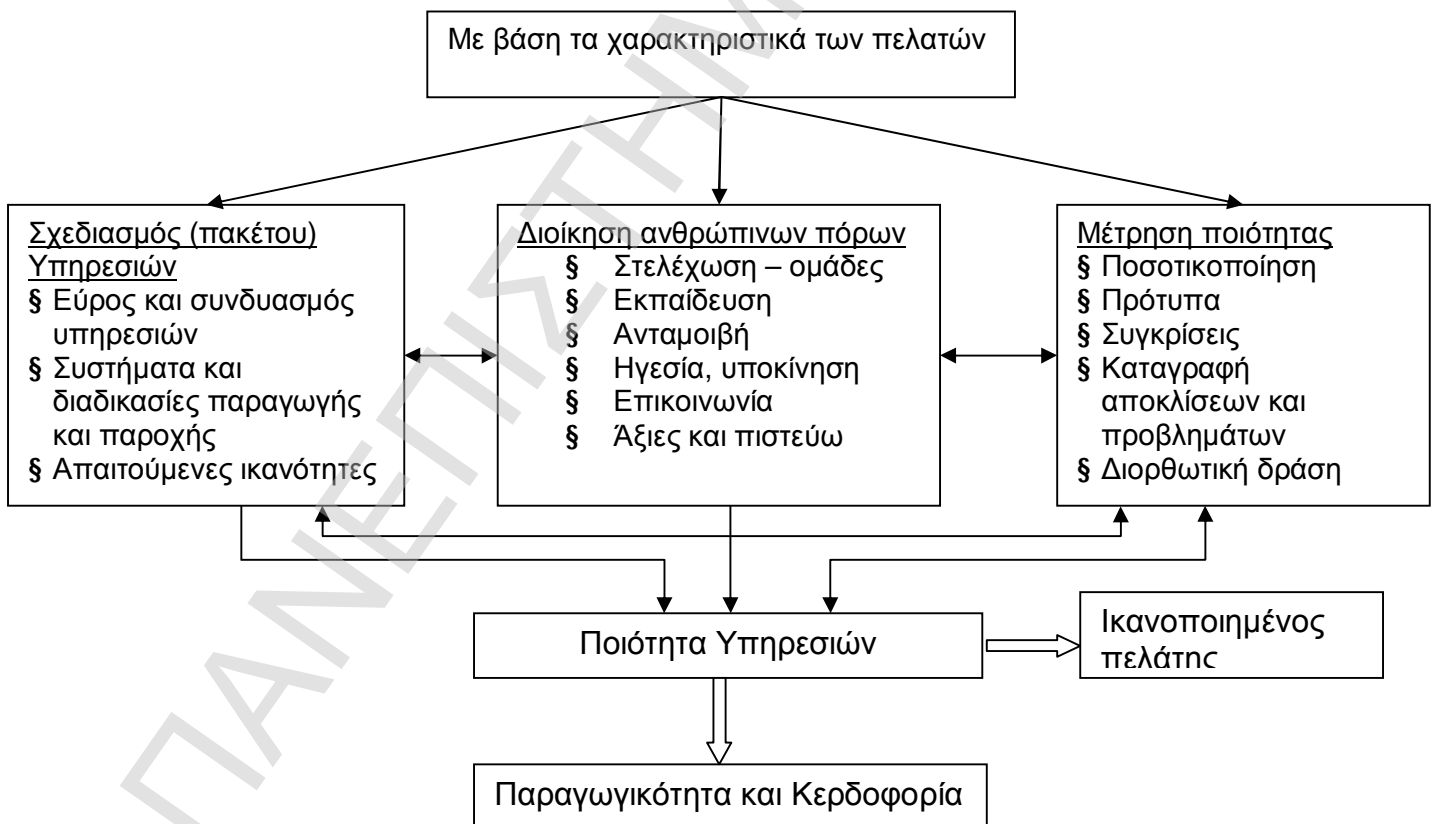 Με βάση τα χαρακτηριστικά των πελατών
Σχεδιασμός (πακέτου)
Υπηρεσιών
§ Εύρος και συνδυασμός
υπηρεσιών
§ Συστήματα και
διαδικασίες παραγωγής
και παροχής
§ Απαιτούμενες ικανότητες
Διοίκηση ανθρώπινων πόρων
§ Στελέχωση – ομάδες
§ Εκπαίδευση
§ Ανταμοιβή
§ Ηγεσία, υποκίνηση
§ Επικοινωνία
§ Άξιες και πιστεύω
Μέτρηση ποιότητας
§ Ποσοτικοποίηση
§ Πρότυπα
§ Συγκρίσεις
§ Καταγραφή
αποκλίσεων και
προβλημάτων
§ Διορθωτική δράση
Ποιότητα Υπηρεσιών
Ικανοποιημένος
πελάτης
Παραγωγικότητα και Κερδοφορία
ΠΑΝΕΠΙΣΤΗΜ